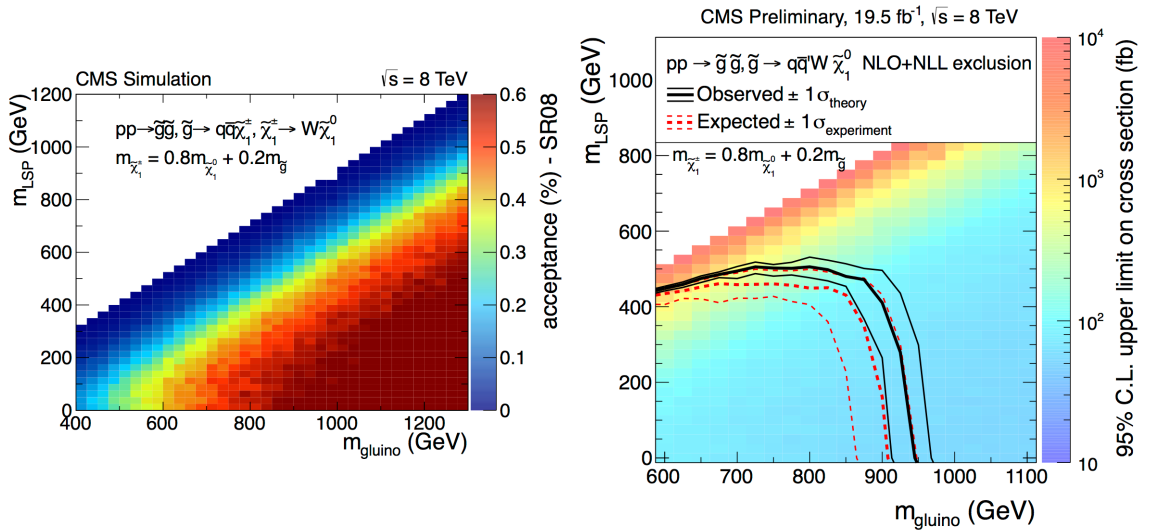 CMS Simulation √s = 8 TeV
pp→g̃g̃, g̃→ qq̄χ̃₁±, χ̃₁±→ Wχ̃₁⁰
m_χ̃₁± = 0.8m_χ̃₁⁰ + 0.2m_g̃
m_LSP (GeV)
1200
1000
800
600
400
200
0
400 600 800 1000 1200
m_gluino (GeV)
0.6
0.5
0.4
0.3
0.2
0.1
0
acceptance (%) - SR08
CMS Preliminary, 19.5 fb⁻¹, √s = 8 TeV
pp → g̃g̃, g̃ → qq̄'W χ̃₁⁰ NLO+NLL exclusion
Observed ± 1σ_theory
Expected ± 1σ_experiment
m_χ̃₁± = 0.8m_χ̃₁⁰ + 0.2m_g̃
m_LSP (GeV)
1000
800
600
400
200
0
600 700 800 900 1000 1100
m_gluino (GeV)
10⁴
10³
10²
10
95% C.L. upper limit on cross section (fb)